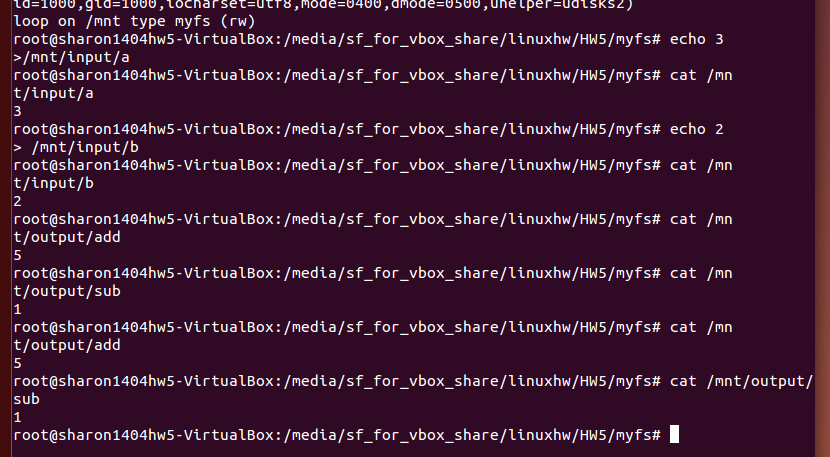 id=1000,gid=1000,iocharset=utf8,mode=0400,dmode=0500,uhelper=udisks2)
loop on /mnt type myfs (rw)
root@sharon1404hw5-VirtualBox:/media/sf_for_vbox_share/linuxhw/HW5/myfs# echo 3
>/mnt/input/a
root@sharon1404hw5-VirtualBox:/media/sf_for_vbox_share/linuxhw/HW5/myfs# cat /mn
t/input/a
3
root@sharon1404hw5-VirtualBox:/media/sf_for_vbox_share/linuxhw/HW5/myfs# echo 2
> /mnt/input/b
root@sharon1404hw5-VirtualBox:/media/sf_for_vbox_share/linuxhw/HW5/myfs# cat /mn
t/input/b
2
root@sharon1404hw5-VirtualBox:/media/sf_for_vbox_share/linuxhw/HW5/myfs# cat /mn
t/output/add
5
root@sharon1404hw5-VirtualBox:/media/sf_for_vbox_share/linuxhw/HW5/myfs# cat /mn
t/output/sub
1
root@sharon1404hw5-VirtualBox:/media/sf_for_vbox_share/linuxhw/HW5/myfs# cat /mn
t/output/add
5
root@sharon1404hw5-VirtualBox:/media/sf_for_vbox_share/linuxhw/HW5/myfs# cat /mnt/output/
sub
1
root@sharon1404hw5-VirtualBox:/media/sf_for_vbox_share/linuxhw/HW5/myfs#